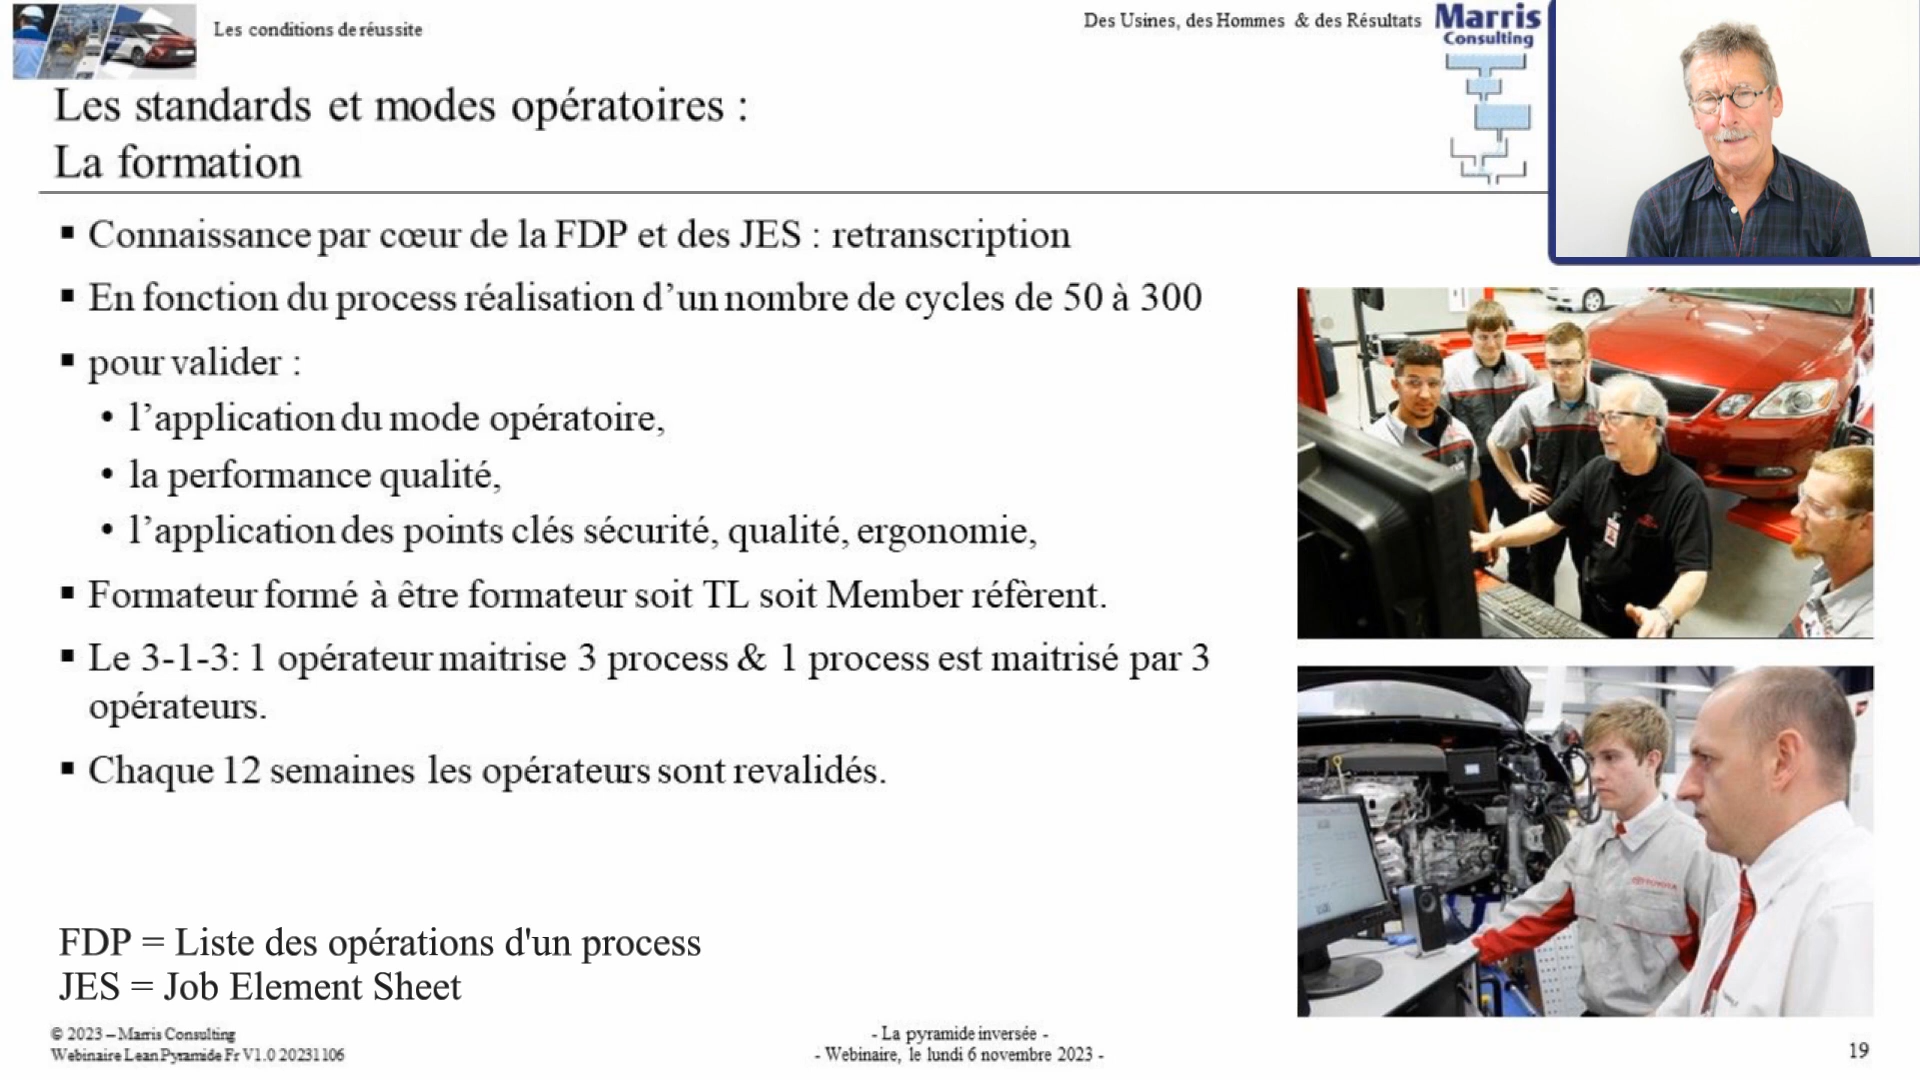 Les conditions de réussite
Des Usines, des Hommes & des Résultats
Marris
Consulting
Les standards et modes opératoires :
La formation
▪ Connaissance par cœur de la FDP et des JES : retranscription
▪ En fonction du process réalisation d’un nombre de cycles de 50 à 300
▪ pour valider :
• l’application du mode opératoire,
• la performance qualité,
• l’application des points clés sécurité, qualité, ergonomie,
▪ Formateur formé à être formateur soit TL soit Member réfèrent.
▪ Le 3-1-3: 1 opérateur maitrise 3 process & 1 process est maitrisé par 3
opérateurs.
▪ Chaque 12 semaines les opérateurs sont revalidés.
TOYOTA
FDP = Liste des opérations d'un process
JES = Job Element Sheet
© 2023 – Marris Consulting
Webinaire Lean Pyramide Fr V1.0 20231106
- La pyramide inversée -
- Webinaire, le lundi 6 novembre 2023 -
19